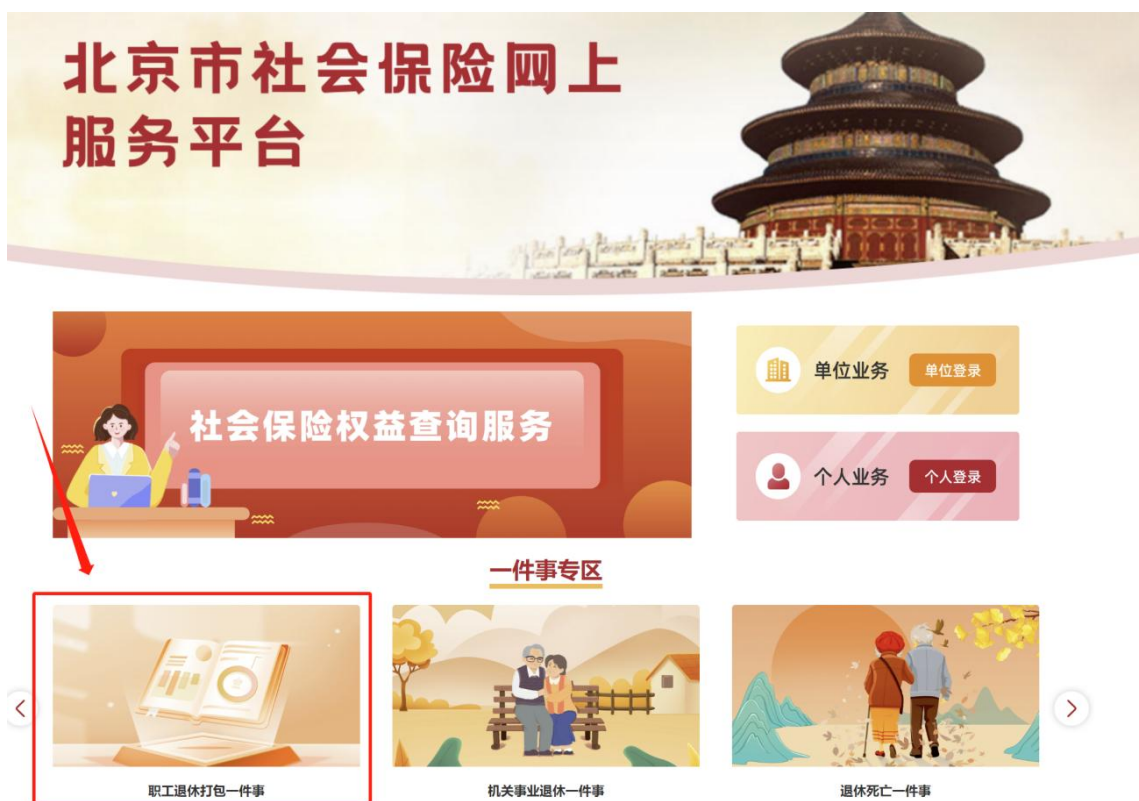 北京市社会保险网上
服务平台
社会保险权益查询服务
单位业务
单位登录
个人业务
个人登录
一件事专区
职工退休打包一件事
机关事业退休一件事
退休死亡一件事